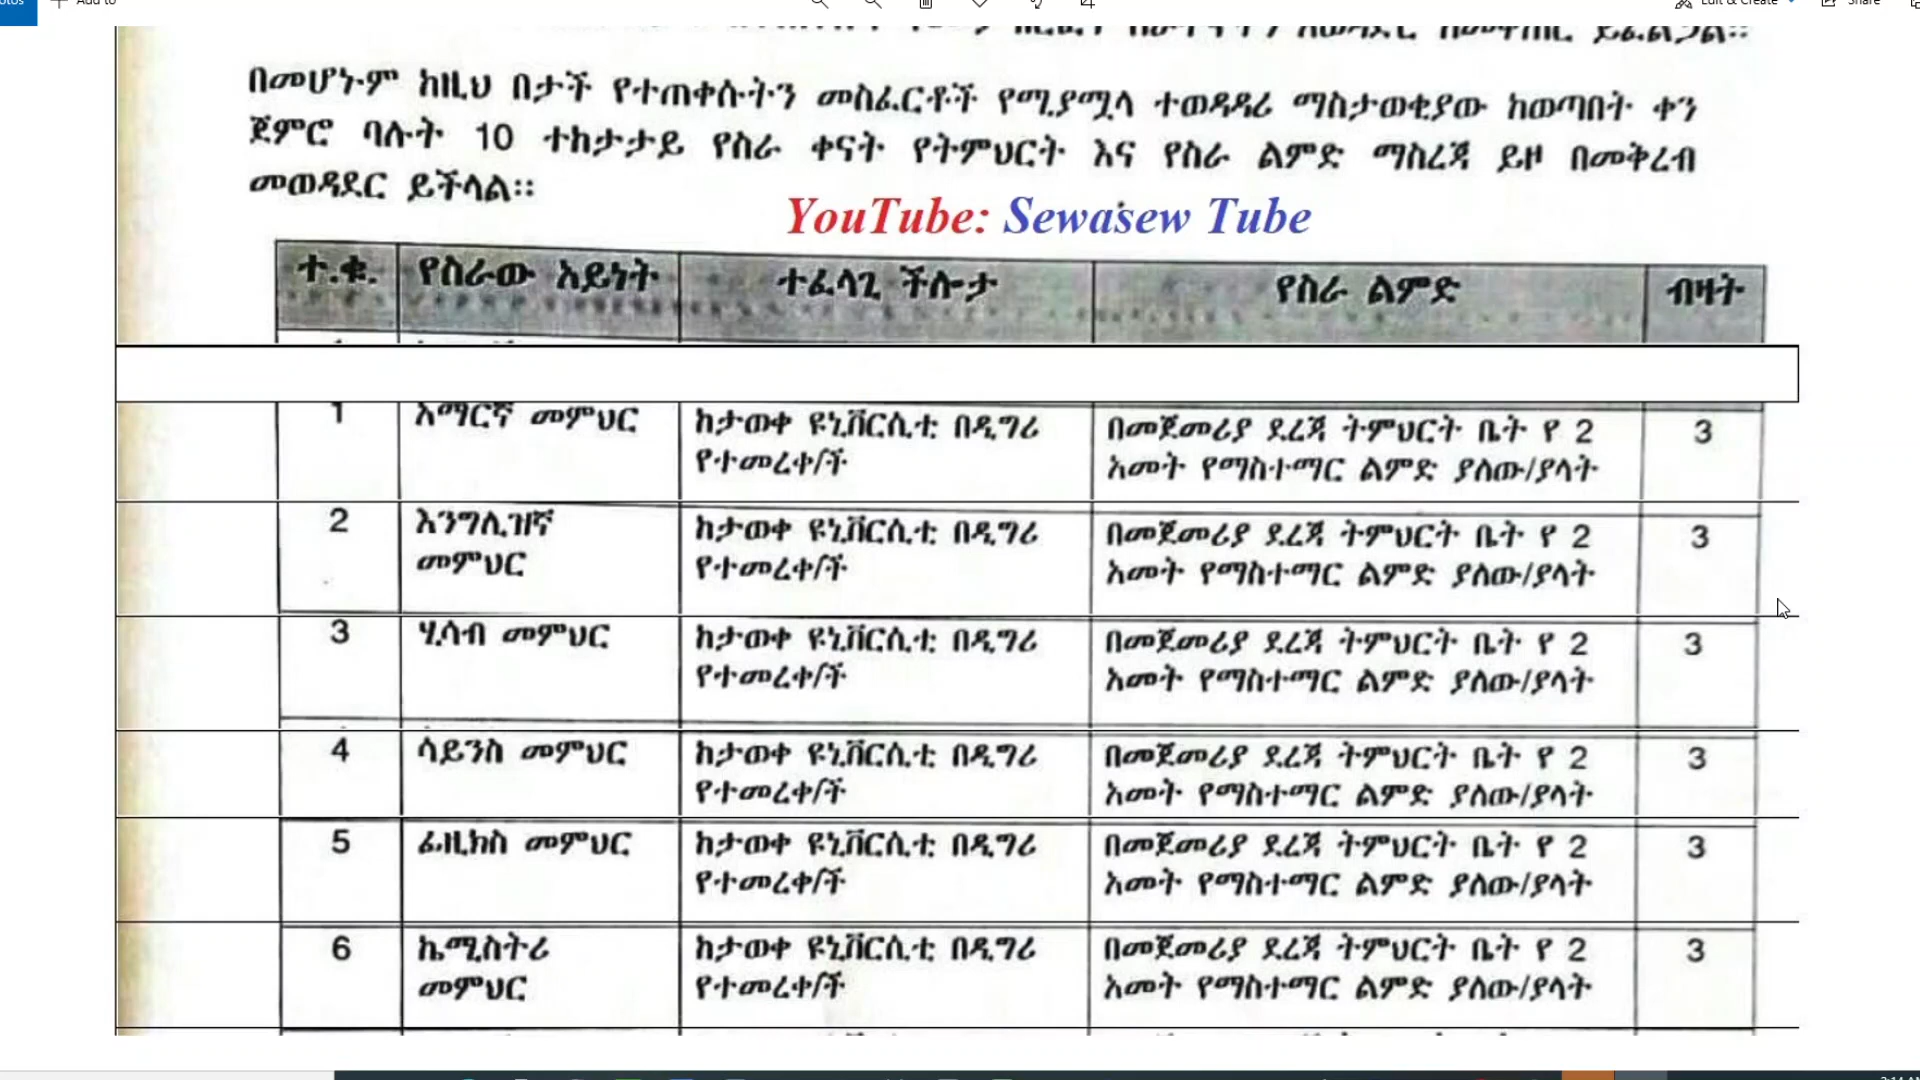 Add to
Edit & Create
Share
በመሆኑም ከዚህ በታች የተጠቀሱትን መስፈርቶች የሚያሟላ ተወዳዳሪ ማስታወቂያው ከወጣበት ቀን
ጀምሮ ባሉት 10 ተከታታይ የስራ ቀናት የትምህርት እና የስራ ልምድ ማስረጃ ይዞ በመቅረብ
መወዳደር ይችላል።
YouTube: Sewasew Tube
ተ.ቁ. የስራው አይነት ተፈላጊ ችሎታ የስራ ልምድ ብዛት
1 አማርኛ መምህር ከታወቀ ዩኒቨርሲቲ በዲግሪ በመጀመሪያ ደረጃ ትምህርት ቤት የ 2 3
የተመረቀ/ች አመት የማስተማር ልምድ ያለው/ያላት
2 እንግሊዝኛ ከታወቀ ዩኒቨርሲቲ በዲግሪ በመጀመሪያ ደረጃ ትምህርት ቤት የ 2 3
መምህር የተመረቀ/ች አመት የማስተማር ልምድ ያለው/ያላት
3 ሂሳብ መምህር ከታወቀ ዩኒቨርሲቲ በዲግሪ በመጀመሪያ ደረጃ ትምህርት ቤት የ 2 3
የተመረቀ/ች አመት የማስተማር ልምድ ያለው/ያላት
4 ሳይንስ መምህር ከታወቀ ዩኒቨርሲቲ በዲግሪ በመጀመሪያ ደረጃ ትምህርት ቤት የ 2 3
የተመረቀ/ች አመት የማስተማር ልምድ ያለው/ያላት
5 ፊዚክስ መምህር ከታወቀ ዩኒቨርሲቲ በዲግሪ በመጀመሪያ ደረጃ ትምህርት ቤት የ 2 3
የተመረቀ/ች አመት የማስተማር ልምድ ያለው/ያላት
6 ኬሚስትሪ ከታወቀ ዩኒቨርሲቲ በዲግሪ በመጀመሪያ ደረጃ ትምህርት ቤት የ 2 3
መምህር የተመረቀ/ች አመት የማስተማር ልምድ ያለው/ያላት